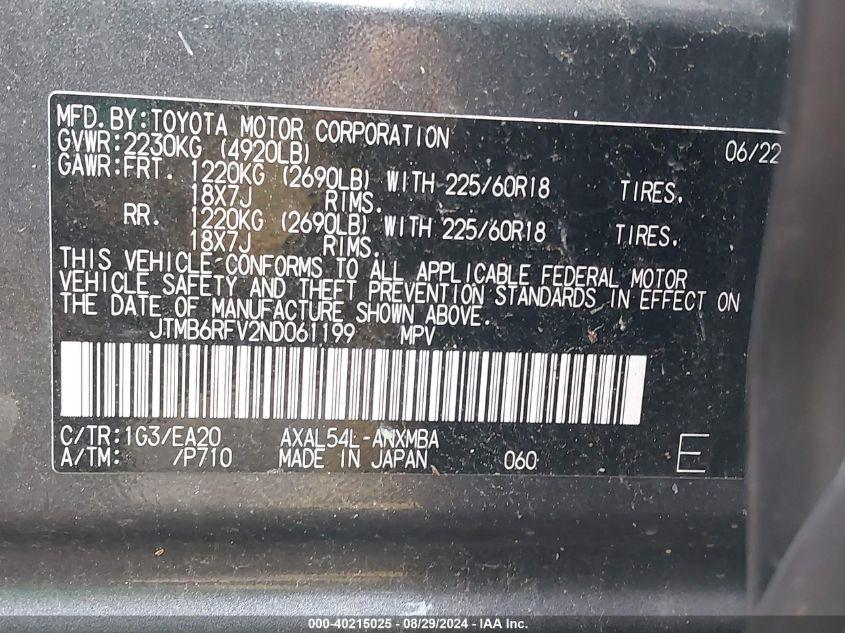 MFD.BY:TOYOTA MOTOR CORPORATION 06/22
GVWR:2230KG (4920LB)
GAWR:FRT. 1220KG (2690LB) WITH 225/60R18 TIRES.
18X7J RIMS.
RR. 1220KG (2690LB) WITH 225/60R18 TIRES.
18X7J RIMS.
THIS VEHICLE CONFORMS TO ALL APPLICABLE FEDERAL MOTOR
VEHICLE SAFETY AND THEFT PREVENTION STANDARDS IN EFFECT ON
THE DATE OF MANUFACTURE SHOWN ABOVE.
JTMB6RFV2ND061199 MPV
C/TR:1G3/EA20 AXAL54L-ANXMBA
A/TM: /P710 MADE IN JAPAN 060 E
000-40215025 - 08/29/2024 - IAA Inc.